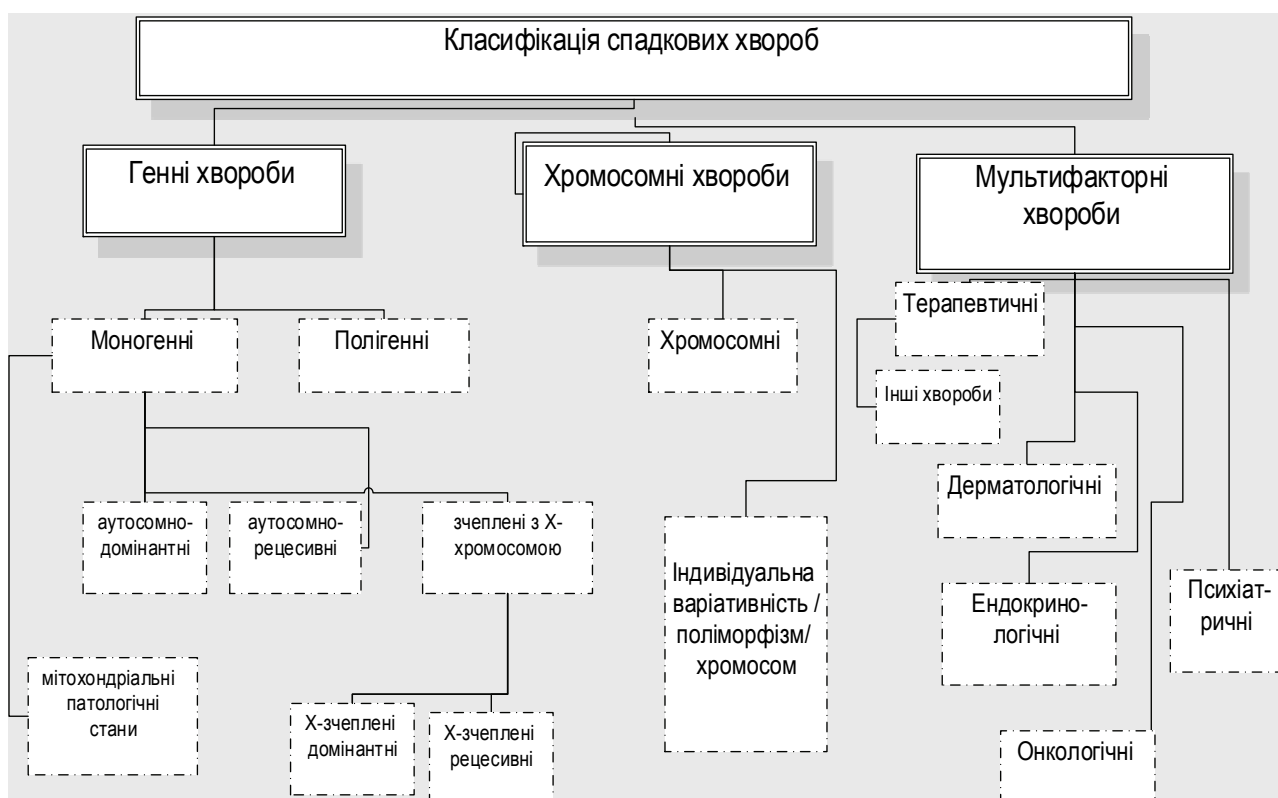 Класифікація спадкових хвороб
Генні хвороби
Хромосомні хвороби
Мультифакторні
хвороби
Моногенні
Полігенні
Хромосомні
Терапевтичні
Інші хвороби
Дерматологічні
аутосомно-
домінантні
аутосомно-
рецесивні
зчеплені з Х-
хромосомою
Індивідуальна
варіативність /
поліморфізм/
хромосом
Ендокрино-
логічні
Психіат-
ричні
мітохондріальні
патологічні
стани
Х-зчеплені
домінантні
Х-зчеплені
рецесивні
Онкологічні